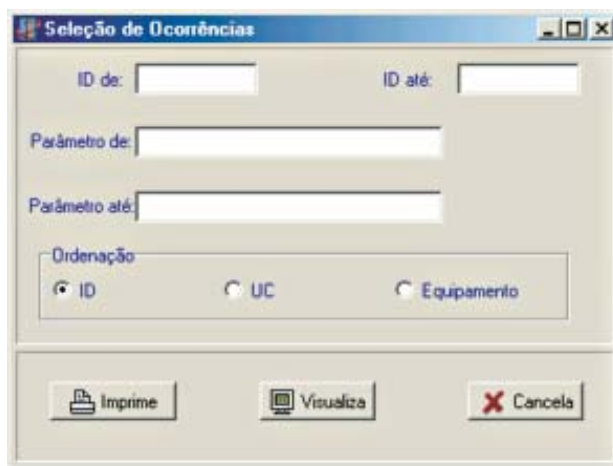 Seleção de Ocorrências
ID de: ID até:
Parâmetro de:
Parâmetro até:
Ordenação
ID UC Equipamento
Imprime Visualiza Cancela